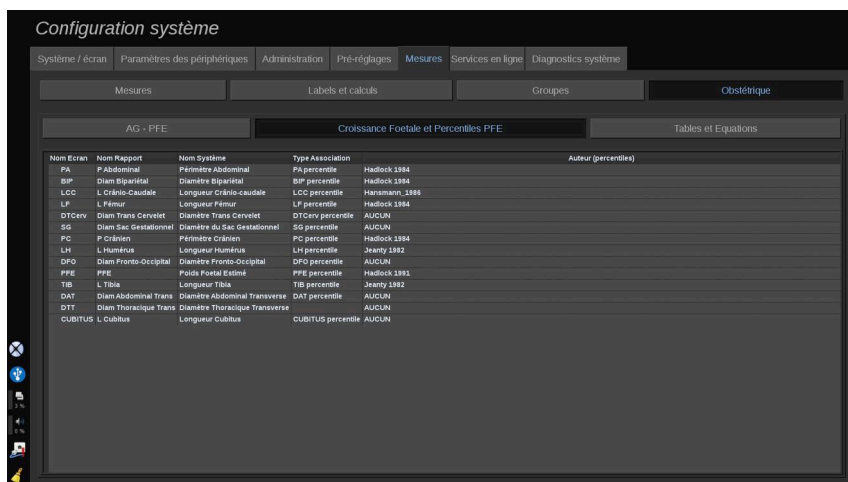 Configuration système
Système / écran Paramètres des périphériques Administration Pré-réglages Mesures Services en ligne Diagnostics système
Mesures Labels et calculs Groupes Obstétrique
AG - PFE Croissance Foetale et Percentiles PFE Tables et Equations
Nom Ecran Nom Rapport Nom Système Type Association Auteur (percentiles)
PA P Abdominal Périmètre Abdominal PA percentile Hadlock 1984
BIP Diam Bipariétal Diamètre Bipariétal BIP percentile Hadlock 1984
LCC L Crânio-Caudale Longueur Crânio-caudale LCC percentile Hansmann_1986
LF L Fémur Longueur Fémur LF percentile Hadlock 1984
DTCerv Diam Trans Cervelet Diamètre Trans Cervelet DTCerv percentile AUCUN
SG Diam Sac Gestationnel Diamètre du Sac Gestationnel SG percentile AUCUN
PC P Crânien Périmètre Crânien PC percentile Hadlock 1984
LH L Humérus Longueur Humérus LH percentile Jeanty 1982
DFO Diam Fronto-Occipital Diamètre Fronto-Occipital DFO percentile AUCUN
PFE PFE Poids Foetal Estimé PFE percentile Hadlock 1991
TIB L Tibia Longueur Tibia TIB percentile Jeanty 1982
DAT Diam Abdominal Trans Diamètre Abdominal Transverse DAT percentile AUCUN
DTT Diam Thoracique Trans Diamètre Thoracique Transverse AUCUN
CUBITUS L Cubitus Longueur Cubitus CUBITUS percentile AUCUN
3 %
0 %